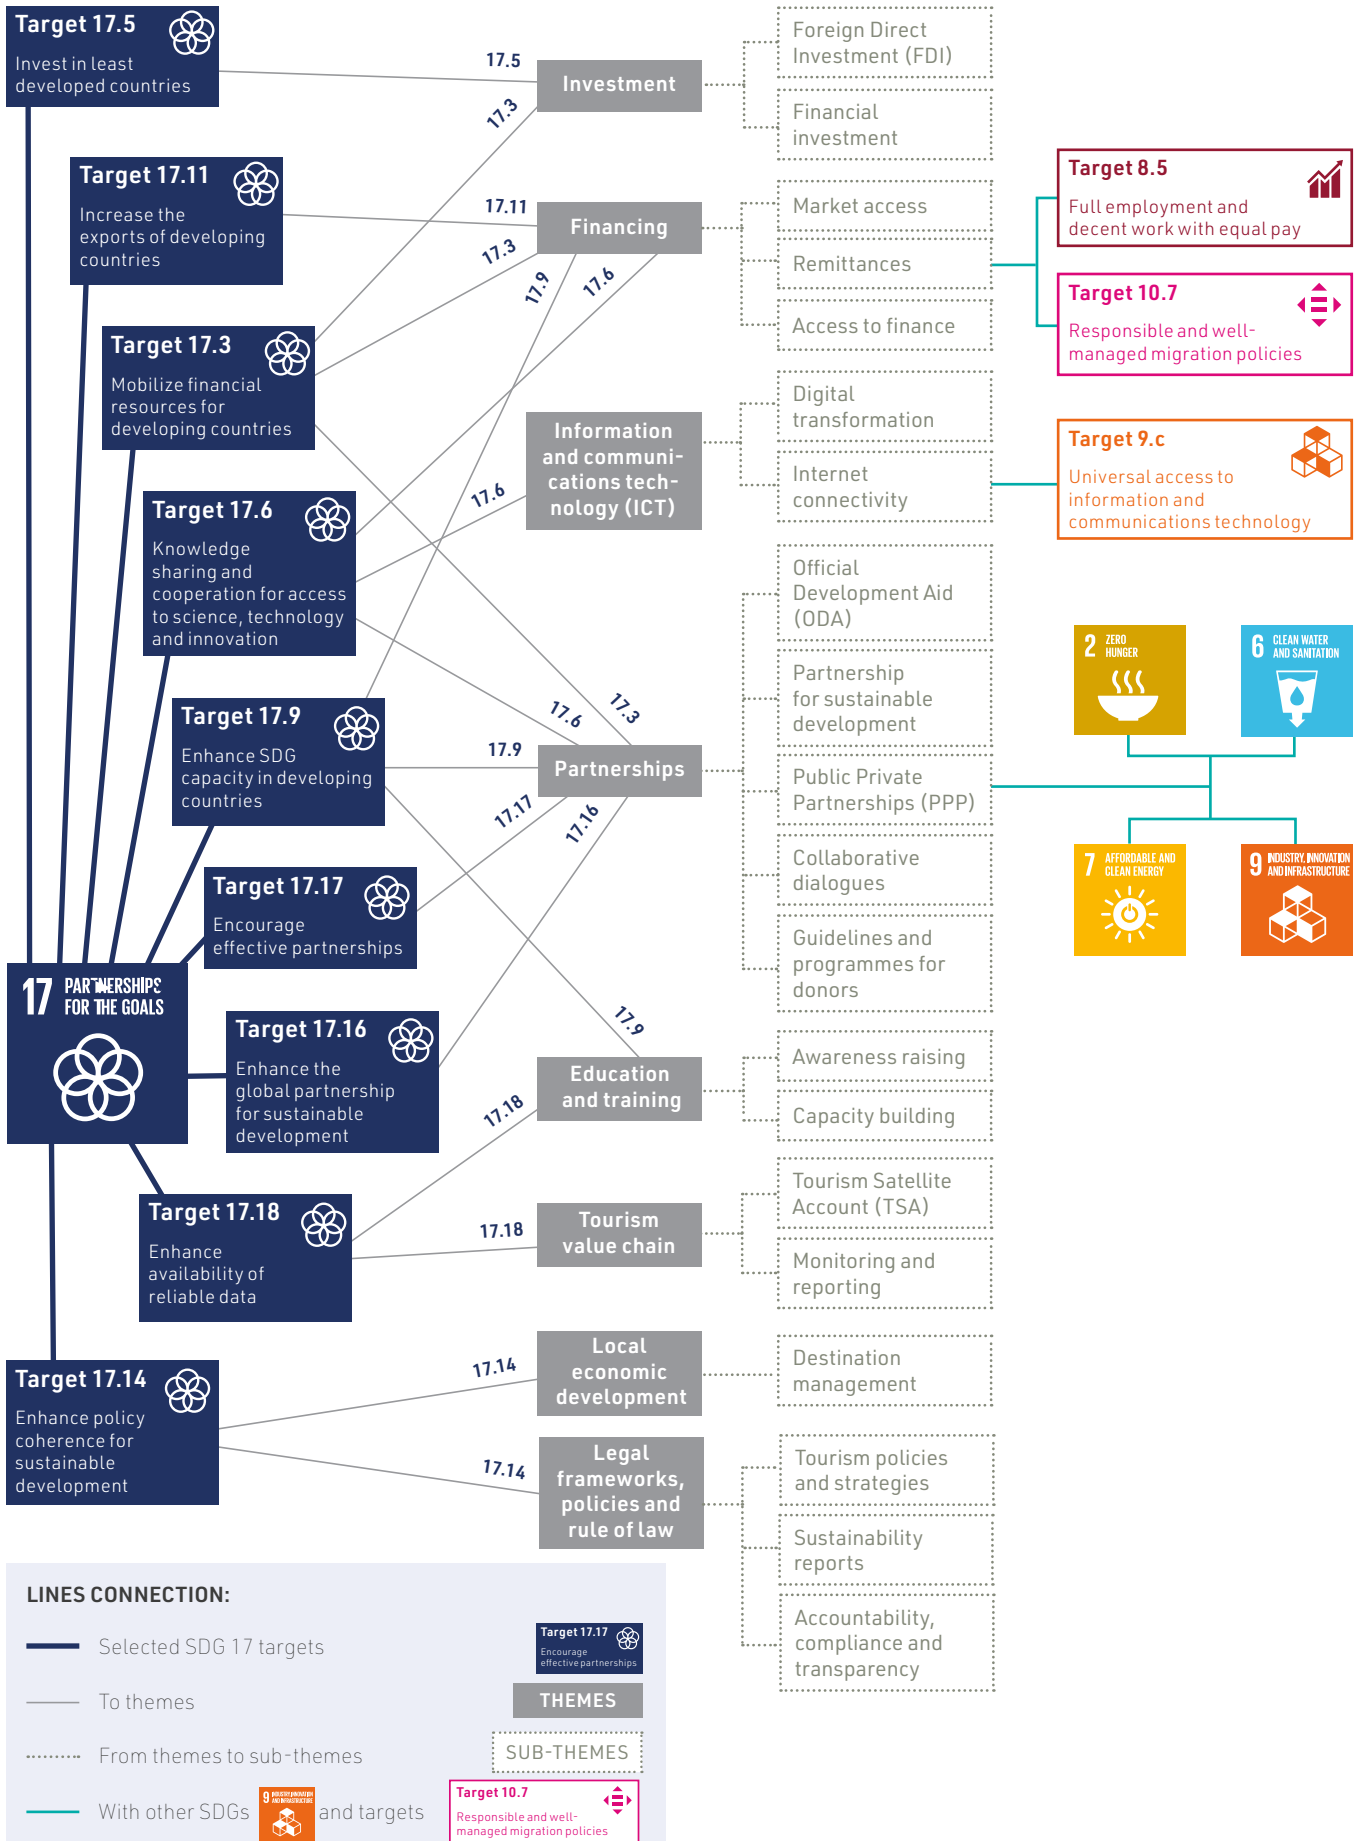 Target 17.5
Invest in least
developed countries
Target 17.11
Increase the
exports of developing
countries
Target 17.3
Mobilize financial
resources for
developing countries
Target 17.6
Knowledge
sharing and
cooperation for access
to science, technology
and innovation
Target 17.9
Enhance SDG
capacity in developing
countries
Target 17.17
Encourage
effective partnerships
17 PARTNERSHIPS
FOR THE GOALS
Target 17.16
Enhance the
global partnership
for sustainable
development
Target 17.18
Enhance
availability of
reliable data
Target 17.14
Enhance policy
coherence for
sustainable
development
17.5
17.3
17.11
17.3
17.9
17.6
17.6
17.6
17.3
17.9
17.17
17.16
17.9
17.18
17.18
17.14
17.14
Investment
Financing
Information
and communi-
cations tech-
nology (ICT)
Partnerships
Education
and training
Tourism
value chain
Local
economic
development
Legal
frameworks,
policies and
rule of law
Foreign Direct
Investment (FDI)
Financial
investment
Market access
Remittances
Access to finance
Digital
transformation
Internet
connectivity
Official
Development Aid
(ODA)
Partnership
for sustainable
development
Public Private
Partnerships (PPP)
Collaborative
dialogues
Guidelines and
programmes for
donors
Awareness raising
Capacity building
Tourism Satellite
Account (TSA)
Monitoring and
reporting
Destination
management
Tourism policies
and strategies
Sustainability
reports
Accountability,
compliance and
transparency
Target 8.5
Full employment and
decent work with equal pay
Target 10.7
Responsible and well-
managed migration policies
Target 9.c
Universal access to
information and
communications technology
2 ZERO
HUNGER
6 CLEAN WATER
AND SANITATION
7 AFFORDABLE AND
CLEAN ENERGY
9 INDUSTRY, INNOVATION
AND INFRASTRUCTURE
LINES CONNECTION:
Selected SDG 17 targets
Target 17.17
Encourage
effective partnerships
To themes
THEMES
From themes to sub-themes
SUB-THEMES
With other SDGs
9 INDUSTRY, INNOVATION
AND INFRASTRUCTURE
and targets
Target 10.7
Responsible and well-
managed migration policies